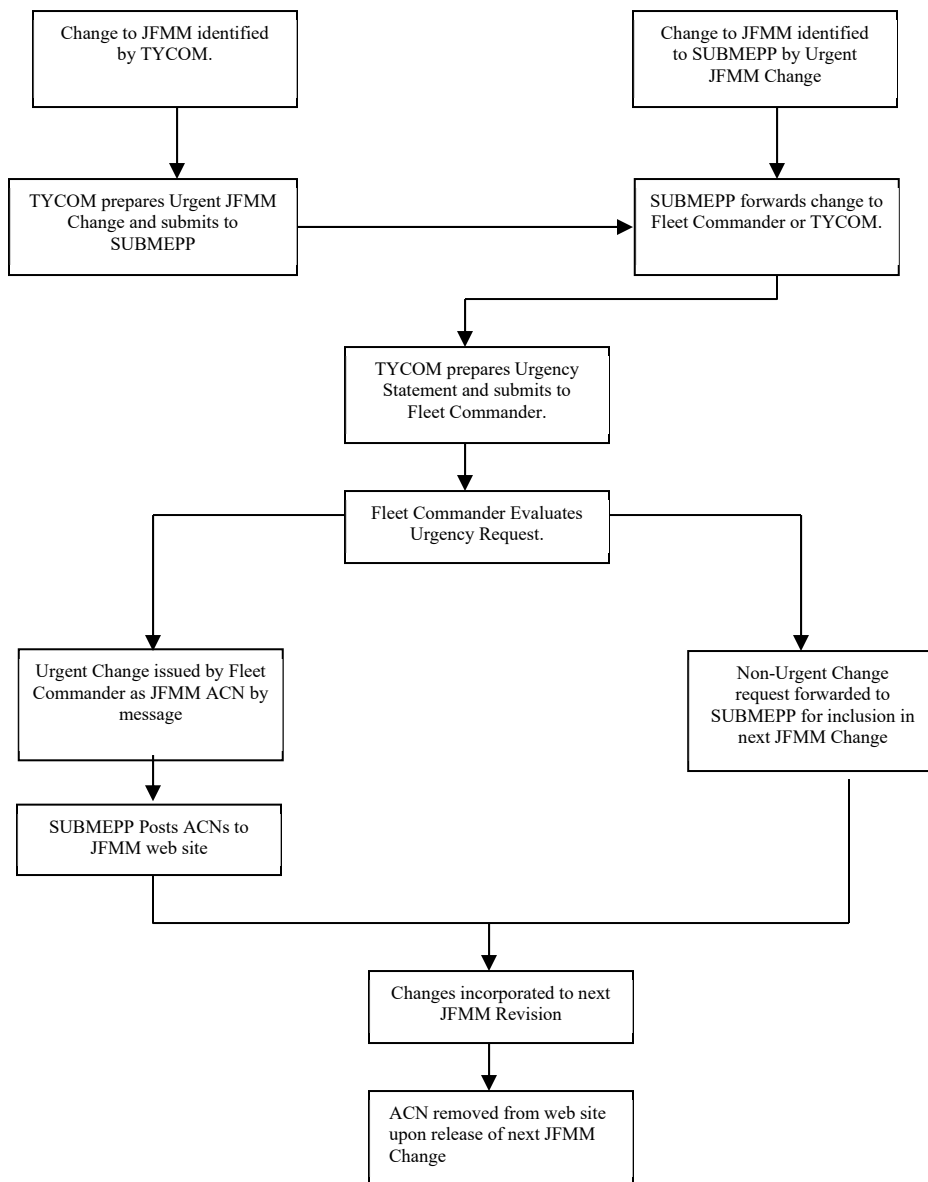 Change to JFMM identified
by TYCOM.
Change to JFMM identified
to SUBMEPP by Urgent
JFMM Change
TYCOM prepares Urgent JFMM
Change and submits to
SUBMEPP
SUBMEPP forwards change to
Fleet Commander or TYCOM.
TYCOM prepares Urgency
Statement and submits to
Fleet Commander.
Fleet Commander Evaluates
Urgency Request.
Urgent Change issued by Fleet
Commander as JFMM ACN by
message
Non-Urgent Change
request forwarded to
SUBMEPP for inclusion in
next JFMM Change
SUBMEPP Posts ACNs to
JFMM web site
Changes incorporated to next
JFMM Revision
ACN removed from web site
upon release of next JFMM
Change